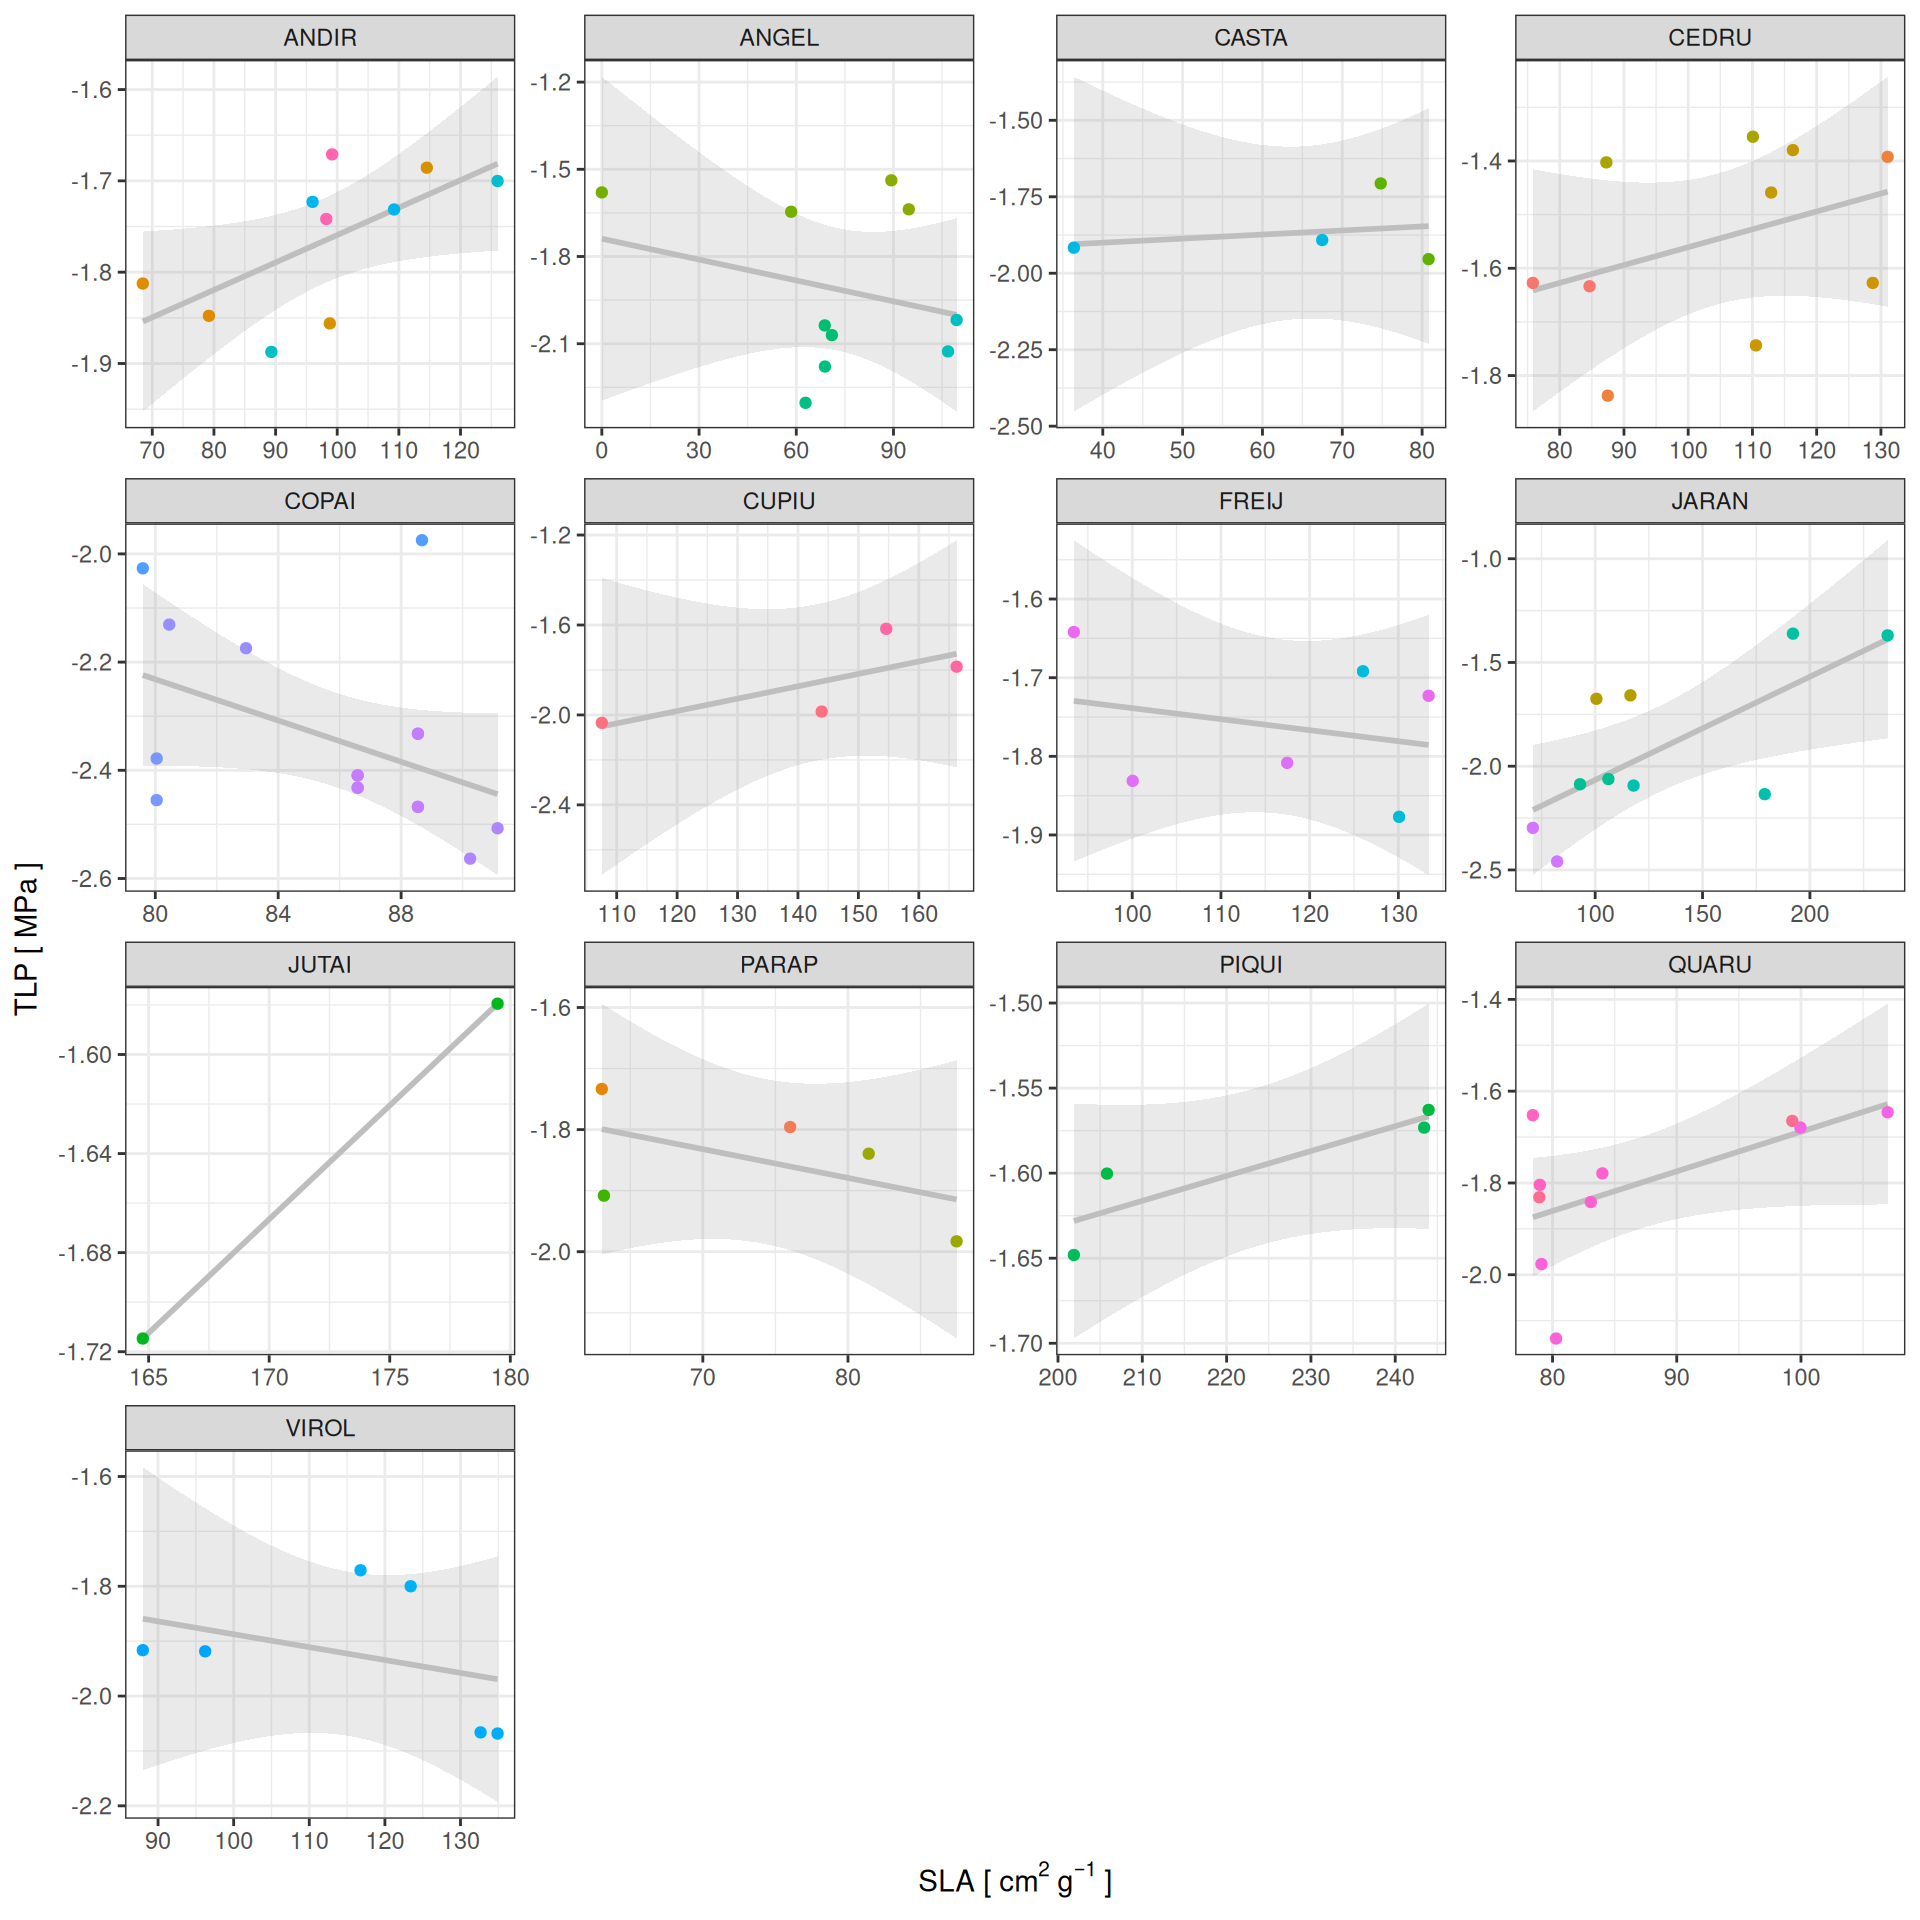 ANDIR ANGEL CASTA CEDRU
-1.6 -1.7 -1.8 -1.9
-1.2 -1.5 -1.8 -2.1
-1.50 -1.75 -2.00 -2.25 -2.50
-1.4 -1.6 -1.8
70 80 90 100 110 120
0 30 60 90
40 50 60 70 80
80 90 100 110 120 130
COPAI CUPIU FREIJ JARAN
-2.0 -2.2 -2.4 -2.6
-1.2 -1.6 -2.0 -2.4
-1.6 -1.7 -1.8 -1.9
-1.0 -1.5 -2.0 -2.5
80 84 88
110 120 130 140 150 160
100 110 120 130
100 150 200
TLP [ MPa ]
JUTAI PARAP PIQUI QUARU
-1.60 -1.64 -1.68 -1.72
-1.6 -1.8 -2.0
-1.50 -1.55 -1.60 -1.65 -1.70
-1.4 -1.6 -1.8 -2.0
165 170 175 180
70 80
200 210 220 230 240
80 90 100
VIROL
-1.6 -1.8 -2.0 -2.2
90 100 110 120 130
SLA [ cm² g⁻¹ ]